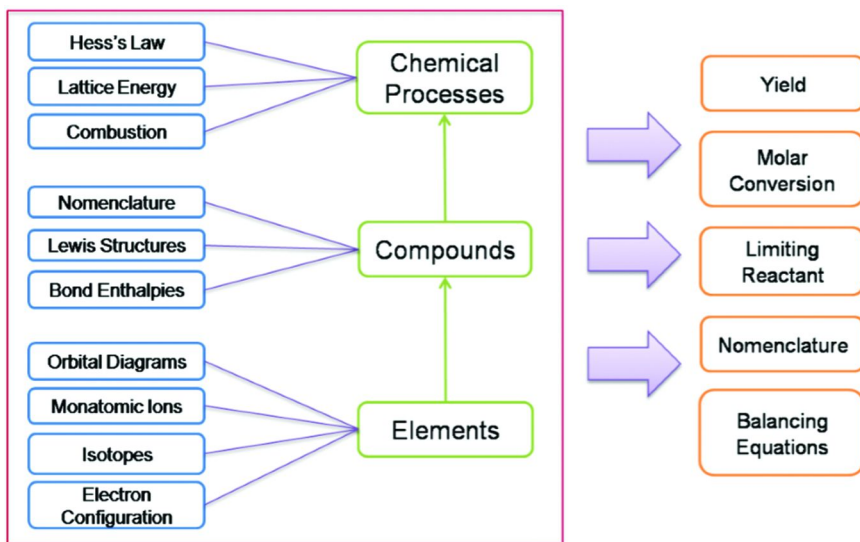 Hess's Law
Lattice Energy
Combustion
Chemical
Processes
Nomenclature
Lewis Structures
Bond Enthalpies
Compounds
Orbital Diagrams
Monatomic Ions
Isotopes
Electron
Configuration
Elements
Yield
Molar
Conversion
Limiting
Reactant
Nomenclature
Balancing
Equations